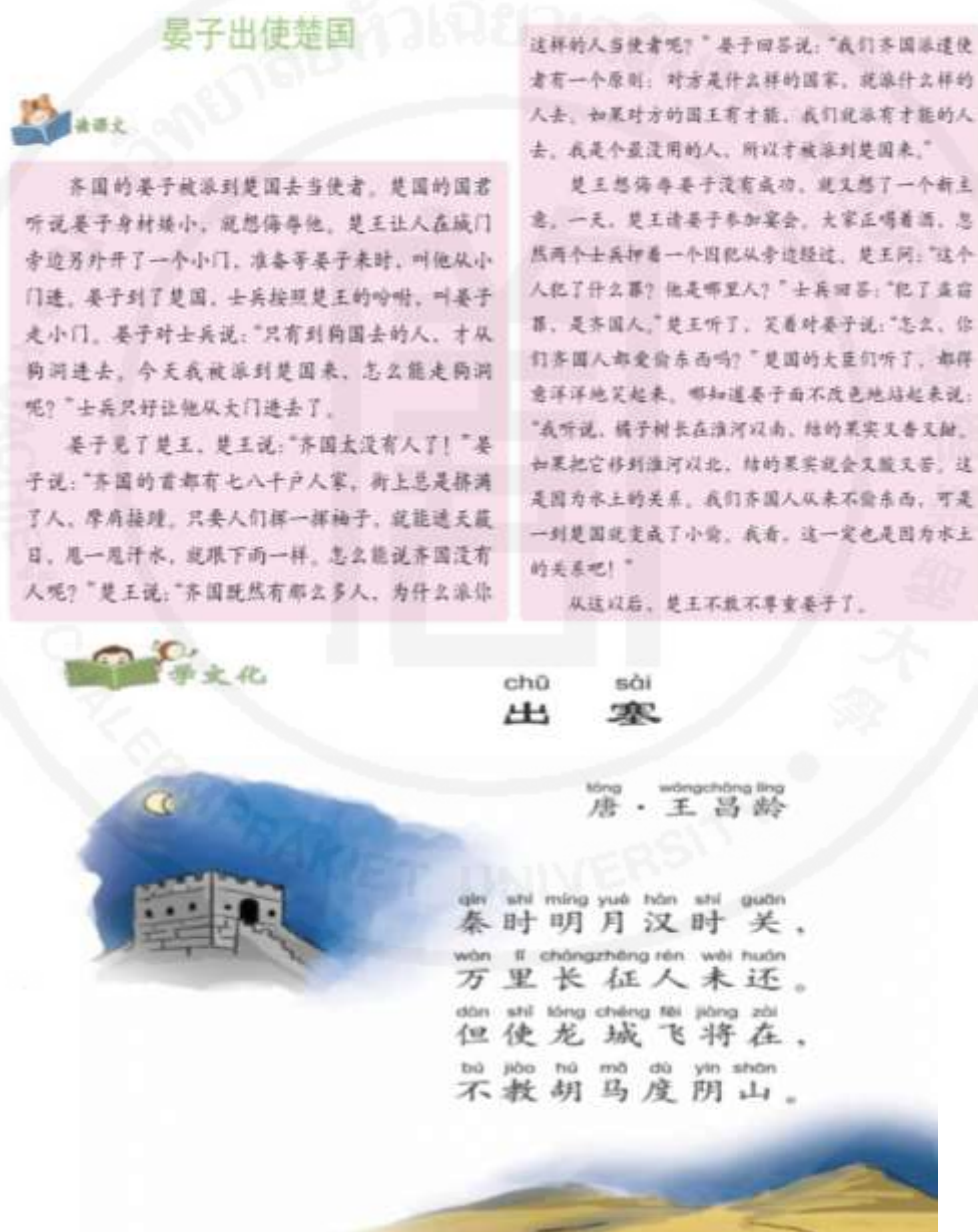 晏子出使楚国
读课文
齐国的晏子被派到楚国去当使者。楚国的国君
听说晏子身材矮小，就想侮辱他。楚王让人在城门
旁边另外开了一个小门，准备等晏子来时，叫他从小
门进。晏子到了楚国，士兵按照楚王的吩咐，叫晏子
走小门。晏子对士兵说：“只有到狗国去的人，才从
狗洞进去。今天我被派到楚国来，怎么能走狗洞
呢？”士兵只好让他从大门进去了。
晏子见了楚王，楚王说：“齐国太没有人了！”晏
子说：“齐国的首都有七八千户人家，街上总是挤满
了人，摩肩接踵。只要人们挥一挥袖子，就能遮天蔽
日，甩一甩汗水，就跟下雨一样。怎么能说齐国没有
人呢？”楚王说：“齐国既然有那么多人，为什么派你
这样的人当使者呢？”晏子回答说：“我们齐国派遣使
者有一个原则：对方是什么样的国家，就派什么样的
人去。如果对方的国王有才能，我们就派有才能的人
去。我是个最没用的人，所以才被派到楚国来。”
楚王想侮辱晏子没有成功，就又想了一个新主
意。一天，楚王请晏子参加宴会。大家正喝着酒，忽
然两个士兵押着一个囚犯从旁边经过。楚王问：“这个
人犯了什么罪？他是哪里人？”士兵回答：“犯了盗窃
罪，是齐国人。”楚王听了，笑着对晏子说：“怎么，你
们齐国人都爱偷东西吗？”楚国的大臣们听了，都得
意洋洋地笑起来。哪知道晏子面不改色地站起来说：
“我听说，橘子树长在淮河以南，结的果实又香又甜。
如果把它移到淮河以北，结的果实就会又酸又苦。这
是因为水土的关系。我们齐国人从来不偷东西，可是
一到楚国就变成了小偷。我看，这一定也是因为水土
的关系吧！”
从这以后，楚王不敢不尊重晏子了。
学文化
chū sài
出 塞
táng wángchānglíng
唐·王昌龄
qín shí míng yuè hàn shí guān
秦时明月汉时关，
wàn lǐ chángzhēng rén wèi huán
万里长征人未还。
dàn shǐ lóng chéng fēi jiàng zài
但使龙城飞将在，
bú jiào hú mǎ dù yīn shān
不教胡马度阴山。